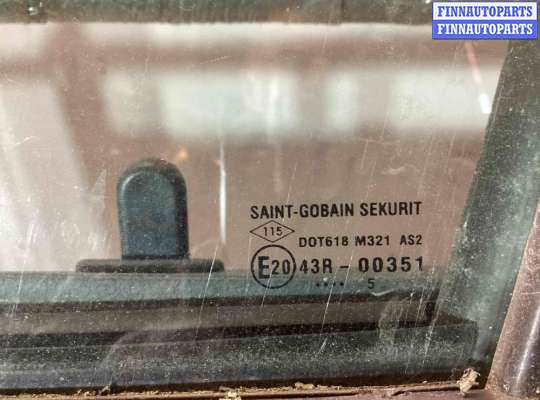 FINNAUTOPARTS
FINNAUTOPARTS
SAINT-GOBAIN SEKURIT
115 DOT618 M321 AS2
E20 43R-00351
.... 5